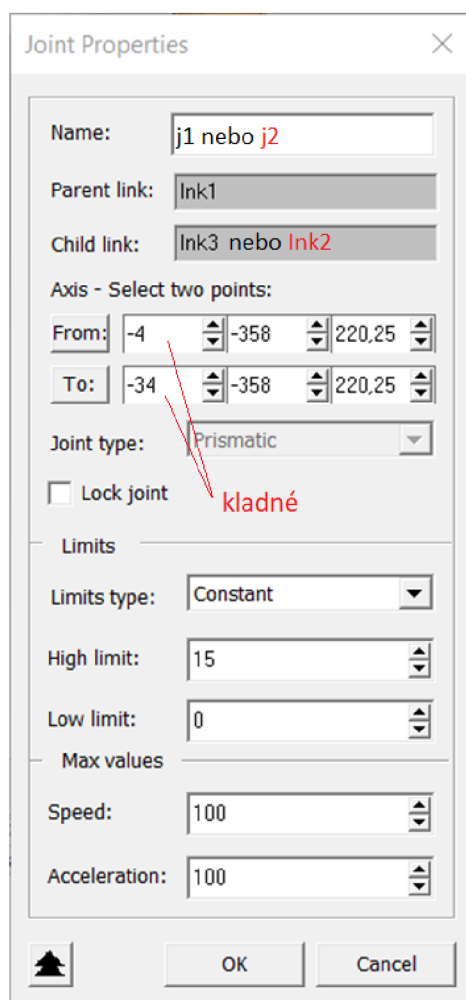 Joint Properties
Name: j1 nebo j2
Parent link: lnk1
Child link: lnk3 nebo lnk2
Axis - Select two points:
From: -4 -358 220,25
To: -34 -358 220,25
Joint type: Prismatic
Lock joint
kladné
Limits
Limits type: Constant
High limit: 15
Low limit: 0
Max values
Speed: 100
Acceleration: 100
OK Cancel